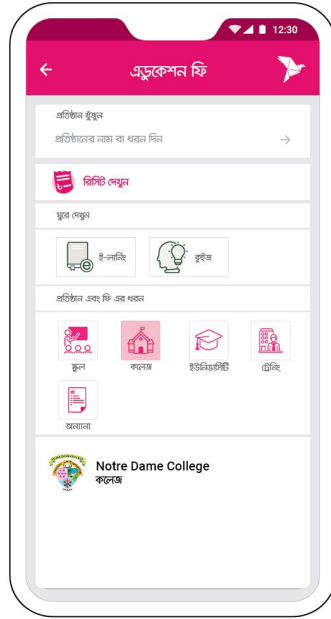 12:30
এডুকেশন ফি
প্রতিষ্ঠান খুঁজুন
প্রতিষ্ঠানের নাম বা ধরন দিন
রিসিট দেখুন
ঘুরে দেখুন
ই-লার্নিং
কুইজ
প্রতিষ্ঠান এবং ফি এর ধরন
স্কুল
কলেজ
ইউনিভার্সিটি
ট্রেনিং
অন্যান্য
Notre Dame College
কলেজ